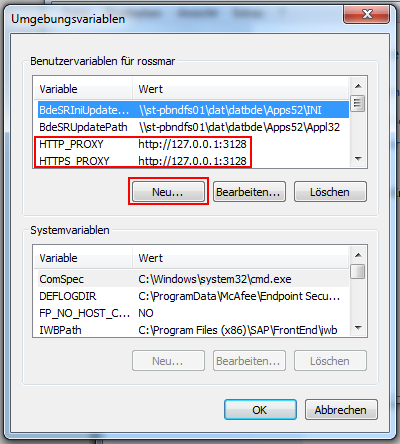 Umgebungsvariablen
Benutzervariablen für rossmar
Variable Wert
BdeSRIniUpdate... \\st-pbndfs01\dat\datbde\Apps52\INI
BdeSRUpdatePath \\st-pbndfs01\dat\datbde\Apps52\Appl32
HTTP_PROXY http://127.0.0.1:3128
HTTPS_PROXY http://127.0.0.1:3128
Neu... Bearbeiten... Löschen
Systemvariablen
Variable Wert
ComSpec C:\Windows\system32\cmd.exe
DEFLOGDIR C:\ProgramData\McAfee\Endpoint Secu...
FP_NO_HOST_C... NO
IWBPath C:\Program Files (x86)\SAP\FrontEnd\iwb
Neu... Bearbeiten... Löschen
OK Abbrechen